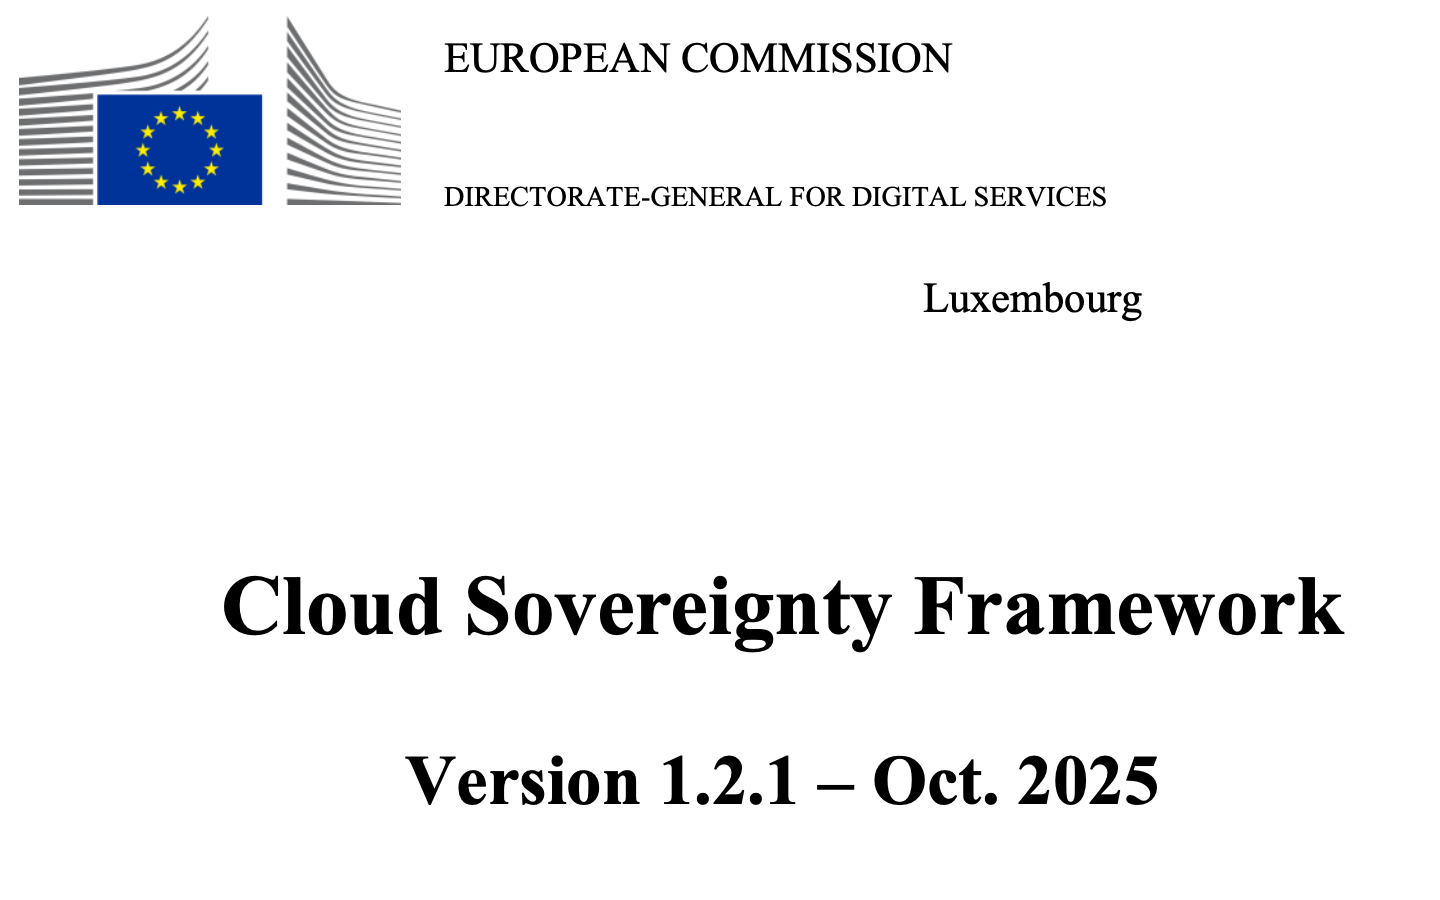 EUROPEAN COMMISSION
DIRECTORATE-GENERAL FOR DIGITAL SERVICES
Luxembourg
Cloud Sovereignty Framework
Version 1.2.1 – Oct. 2025